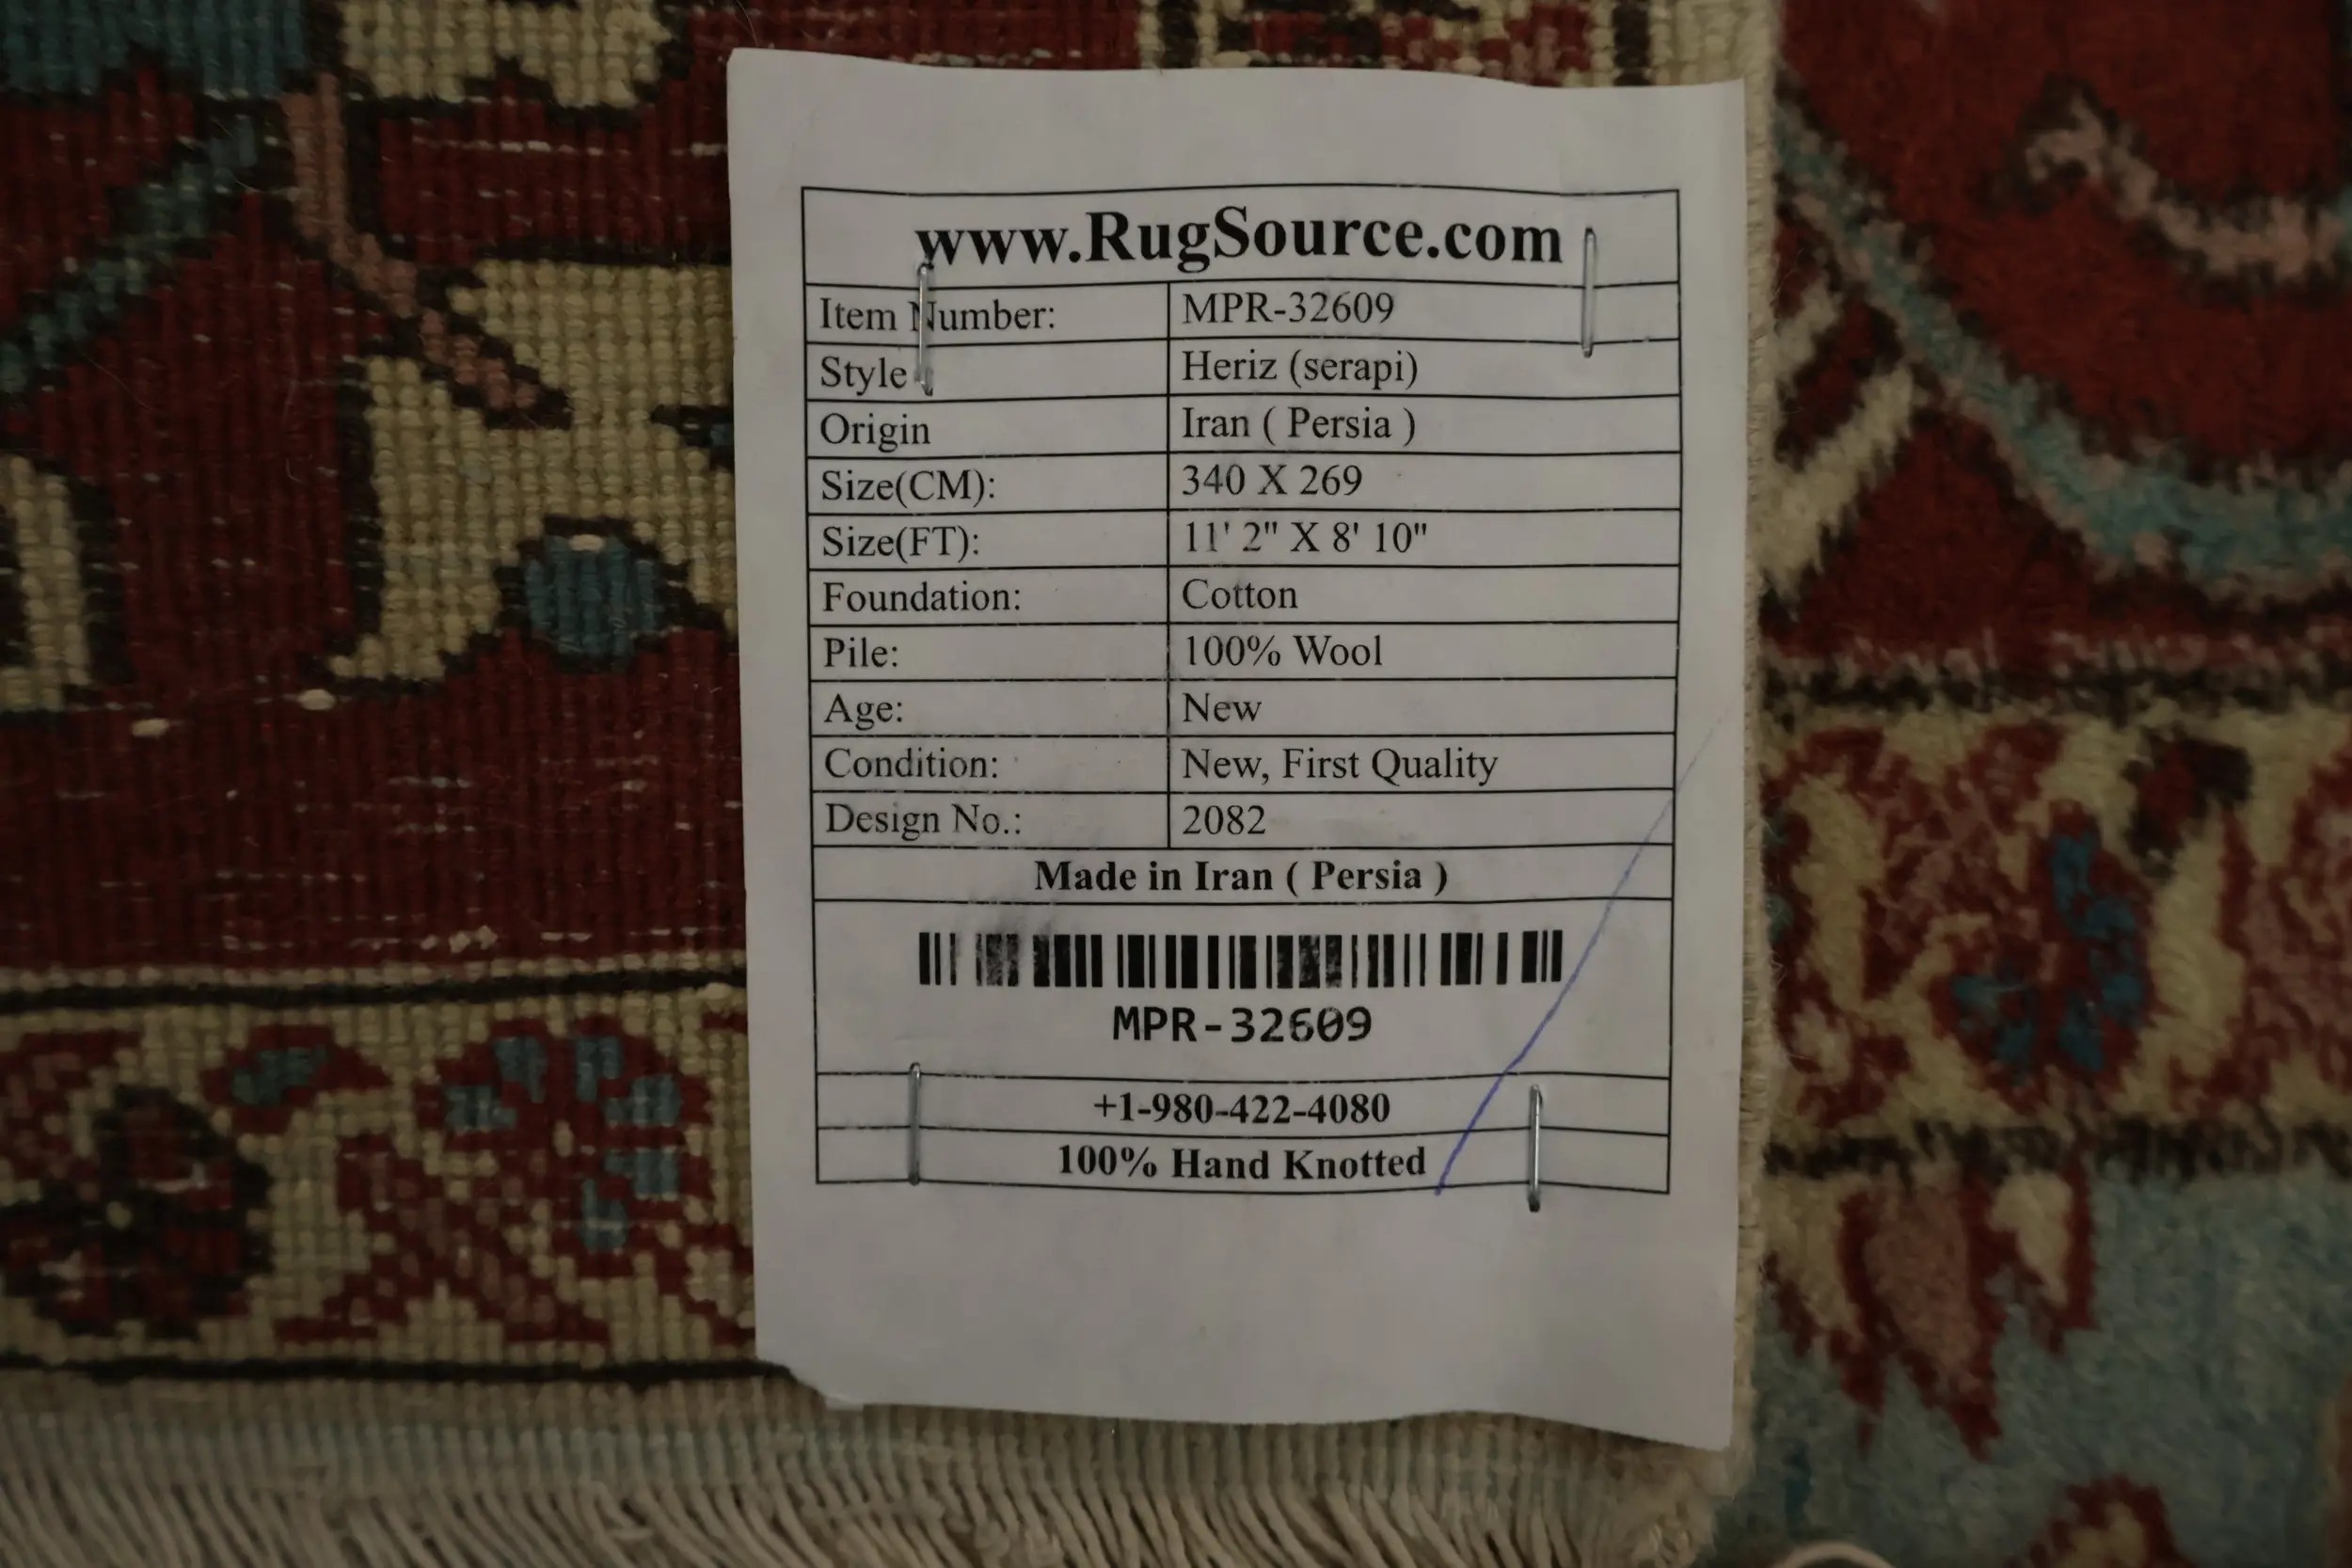 www.RugSource.com
Item Number: MPR-32609
Style Heriz (serapi)
Origin Iran ( Persia )
Size(CM): 340 X 269
Size(FT): 11' 2" X 8' 10"
Foundation: Cotton
Pile: 100% Wool
Age: New
Condition: New, First Quality
Design No.: 2082
Made in Iran ( Persia )
MPR-32609
+1-980-422-4080
100% Hand Knotted